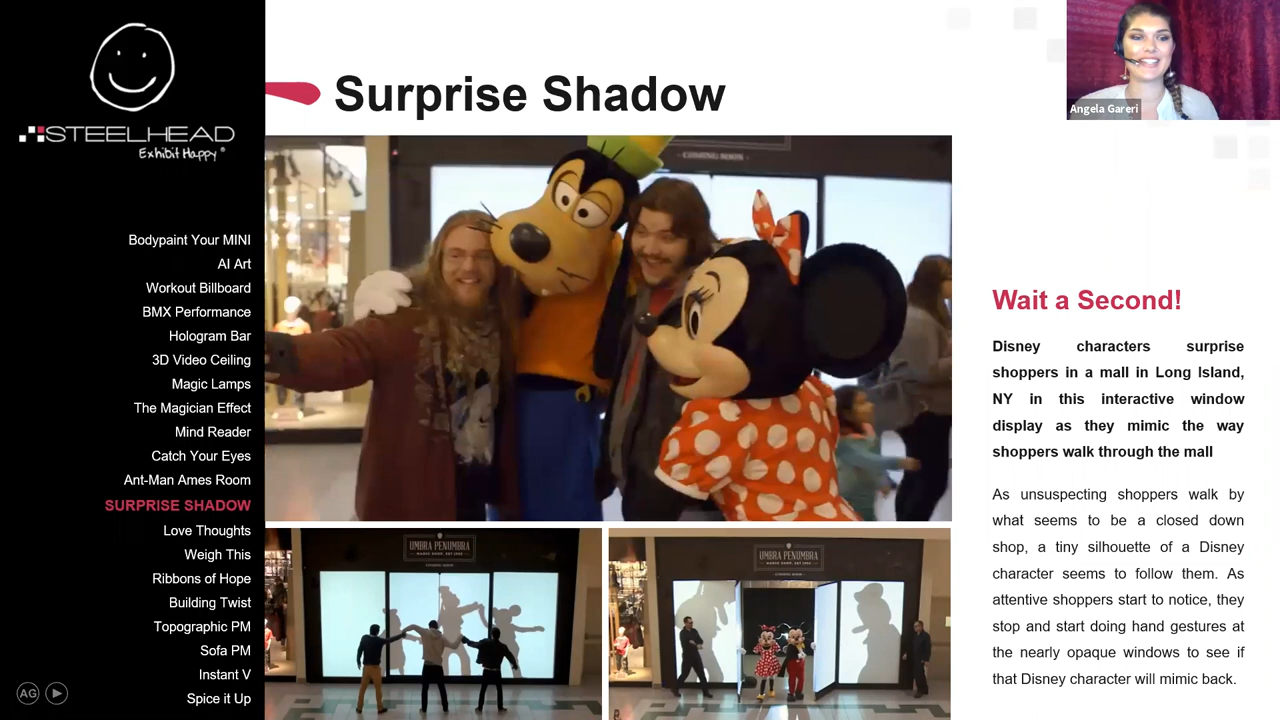 STEELHEAD
Exhibit Happy®
Bodypaint Your MINI
AI Art
Workout Billboard
BMX Performance
Hologram Bar
3D Video Ceiling
Magic Lamps
The Magician Effect
Mind Reader
Catch Your Eyes
Ant-Man Ames Room
SURPRISE SHADOW
Love Thoughts
Weigh This
Ribbons of Hope
Building Twist
Topographic PM
Sofa PM
Instant V
Spice it Up
AG
Surprise Shadow
- COMING SOON -
UMBRA PENUMBRA
MAGIC SHOP, EST 1928
UMBRA PENUMBRA
Angela Gareri
Wait a Second!
Disney characters surprise
shoppers in a mall in Long Island,
NY in this interactive window
display as they mimic the way
shoppers walk through the mall
As unsuspecting shoppers walk by
what seems to be a closed down
shop, a tiny silhouette of a Disney
character seems to follow them. As
attentive shoppers start to notice, they
stop and start doing hand gestures at
the nearly opaque windows to see if
that Disney character will mimic back.